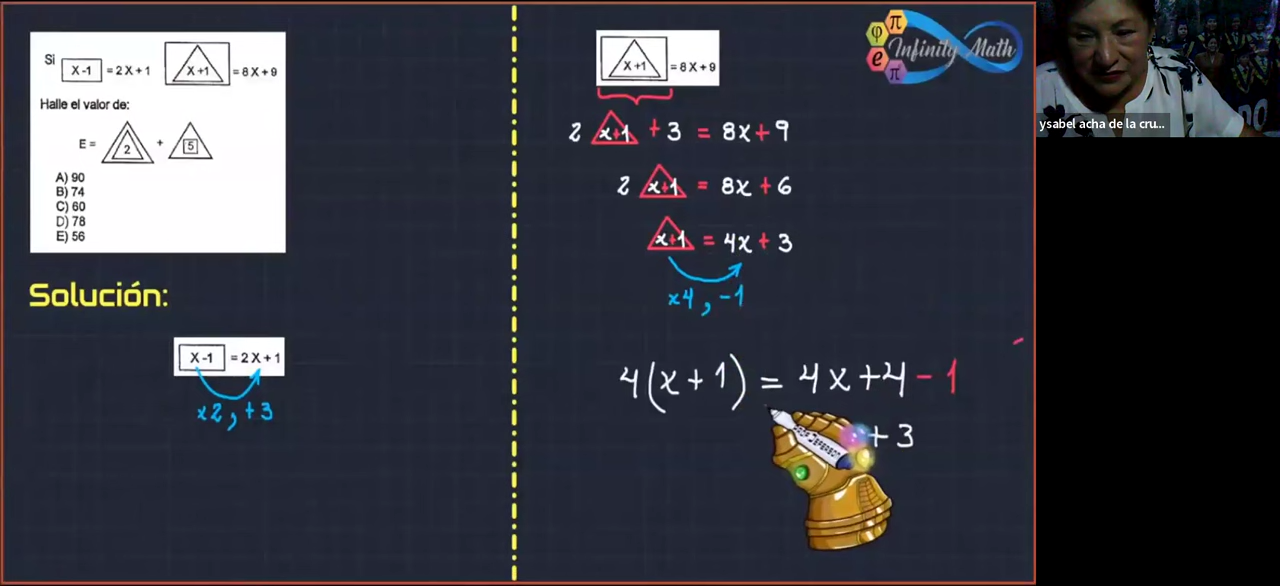 Si X-1 = 2X+1 X+1 = 8X+9
Halle el valor de:
E = 2 + 5
A) 90
B) 74
C) 60
D) 78
E) 56
Solución:
X-1 = 2X+1
x2, +3
X+1 = 8X+9
2 x+1 + 3 = 8x+9
2 x+1 = 8x + 6
x+1 = 4x + 3
x4, -1
4(x+1) = 4x+4 - 1
+ 3
φ π
e π
Infinity Math
ysabel acha de la cru...